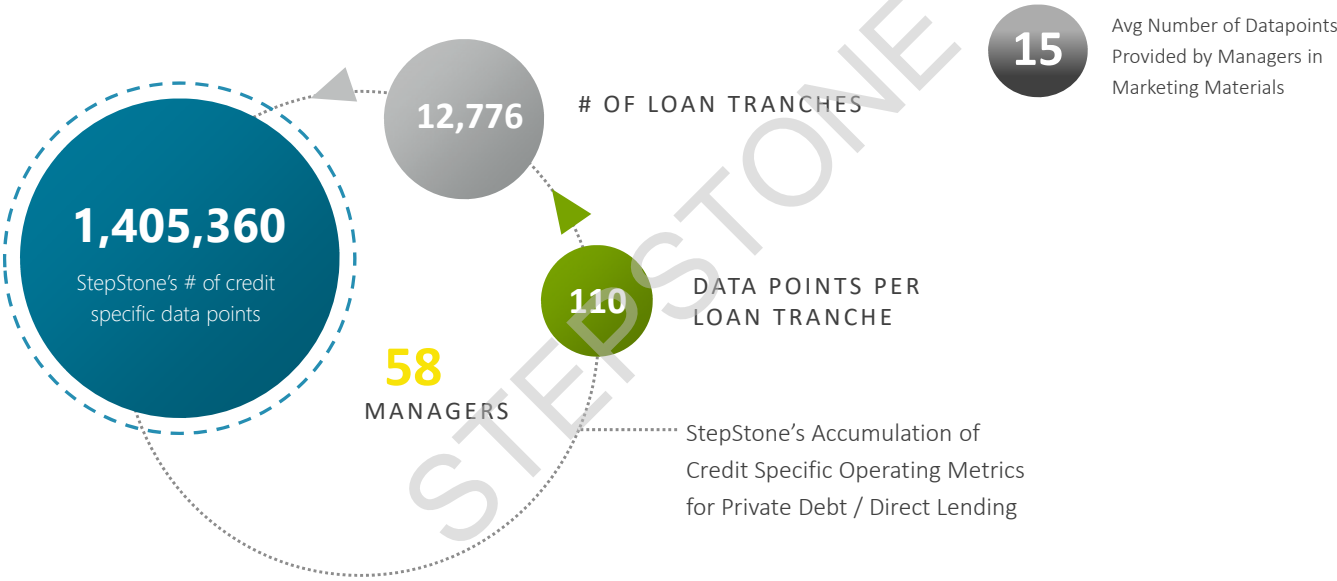 15
Avg Number of Datapoints
Provided by Managers in
Marketing Materials
12,776
# OF LOAN TRANCHES
1,405,360
StepStone's # of credit
specific data points
110
DATA POINTS PER
LOAN TRANCHE
58
MANAGERS
StepStone's Accumulation of
Credit Specific Operating Metrics
for Private Debt / Direct Lending
STEPSTONE